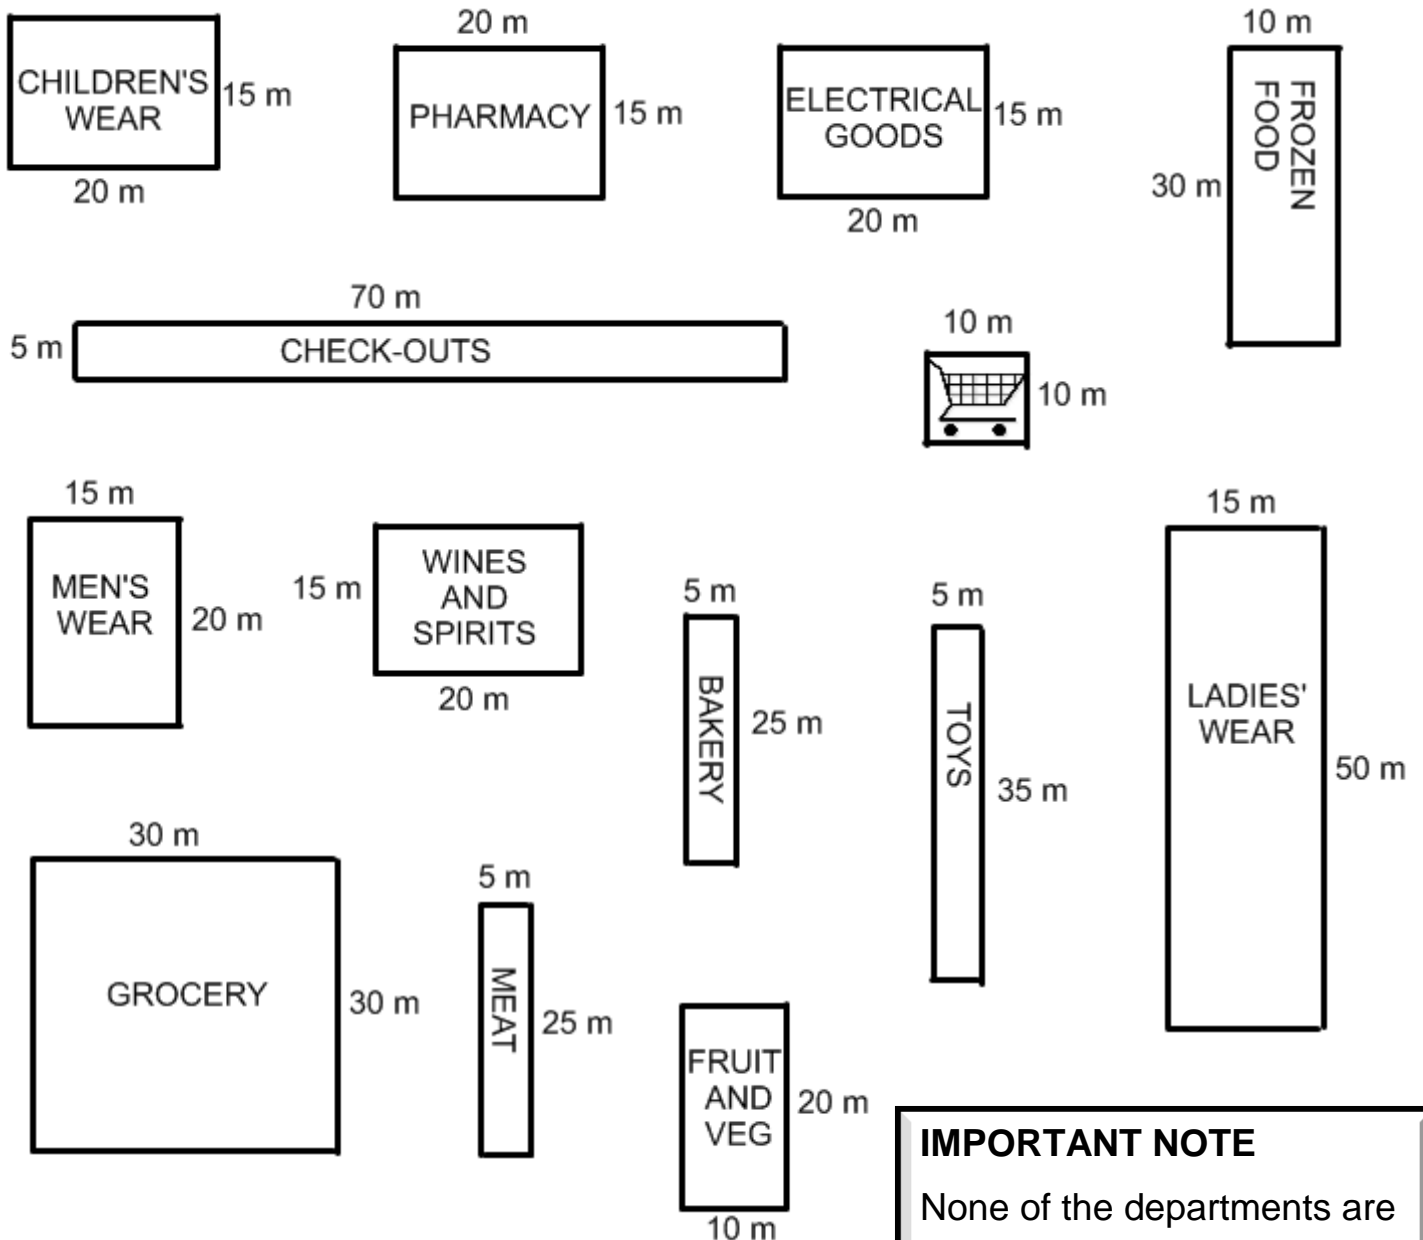 20 m
10 m
CHILDREN'S
WEAR
15 m
20 m
PHARMACY
15 m
ELECTRICAL
GOODS
15 m
20 m
FROZEN
FOOD
30 m
70 m
5 m
CHECK-OUTS
10 m
10 m
15 m
MEN'S
WEAR
20 m
15 m
WINES
AND
SPIRITS
20 m
5 m
BAKERY
25 m
5 m
TOYS
35 m
15 m
LADIES'
WEAR
50 m
30 m
GROCERY
30 m
5 m
MEAT
25 m
FRUIT
AND
VEG
20 m
10 m
IMPORTANT NOTE
None of the departments are